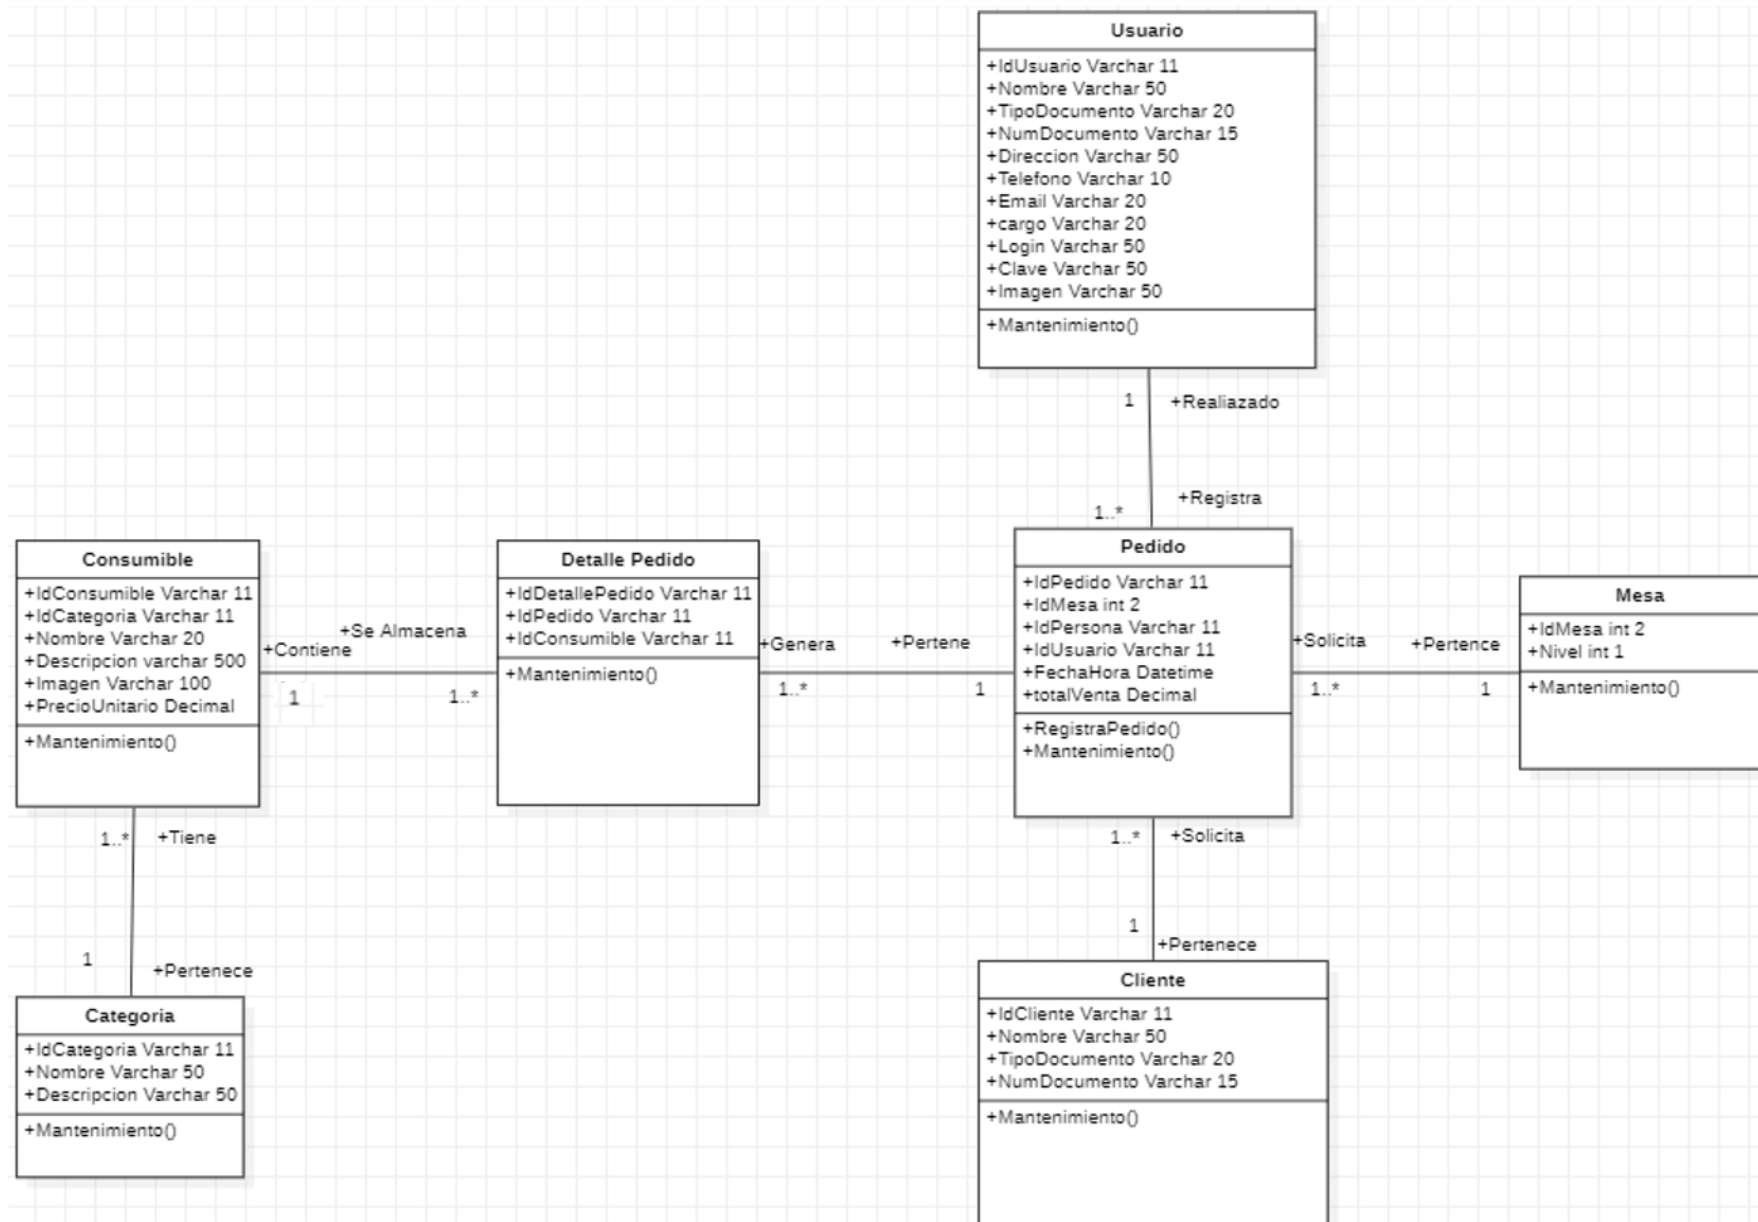 Usuario
+IdUsuario Varchar 11
+Nombre Varchar 50
+TipoDocumento Varchar 20
+NumDocumento Varchar 15
+Direccion Varchar 50
+Telefono Varchar 10
+Email Varchar 20
+cargo Varchar 20
+Login Varchar 50
+Clave Varchar 50
+Imagen Varchar 50
+Mantenimiento()
1
+Realiazado
+Registra
1..*
Consumible
+IdConsumible Varchar 11
+IdCategoria Varchar 11
+Nombre Varchar 20
+Descripcion varchar 500
+Imagen Varchar 100
+PrecioUnitario Decimal
+Mantenimiento()
+Contiene
+Se Almacena
1
1..*
Detalle Pedido
+IdDetallePedido Varchar 11
+IdPedido Varchar 11
+IdConsumible Varchar 11
+Mantenimiento()
+Genera
+Pertene
1..*
1
Pedido
+IdPedido Varchar 11
+IdMesa int 2
+IdPersona Varchar 11
+IdUsuario Varchar 11
+FechaHora Datetime
+totalVenta Decimal
+RegistraPedido()
+Mantenimiento()
+Solicita
+Pertence
1..*
1
Mesa
+IdMesa int 2
+Nivel int 1
+Mantenimiento()
1..*
+Tiene
1
+Pertenece
Categoria
+IdCategoria Varchar 11
+Nombre Varchar 50
+Descripcion Varchar 50
+Mantenimiento()
1..*
+Solicita
1
+Pertenece
Cliente
+IdCliente Varchar 11
+Nombre Varchar 50
+TipoDocumento Varchar 20
+NumDocumento Varchar 15
+Mantenimiento()